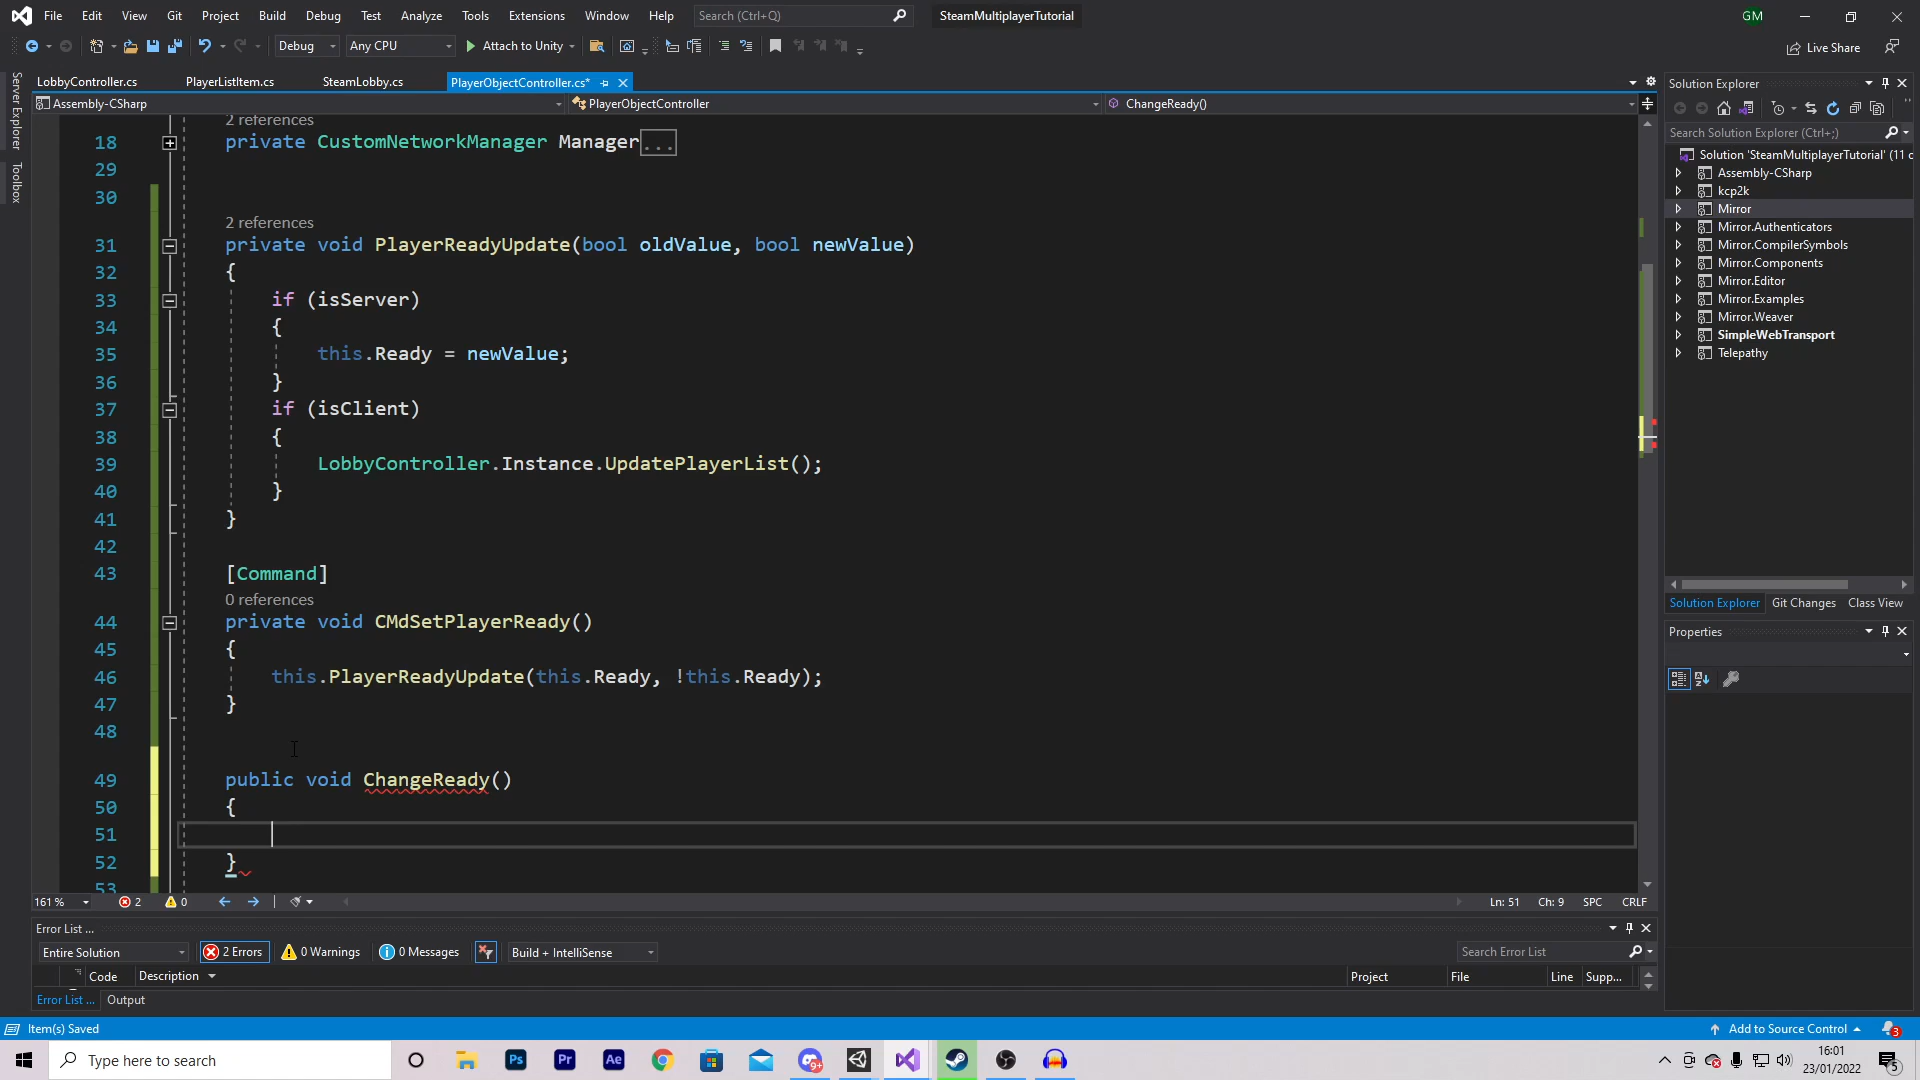 File Edit View Git Project Build Debug Test Analyze Tools Extensions Window Help Search (Ctrl+Q) SteamMultiplayerTutorial GM
Debug Any CPU Attach to Unity Live Share
LobbyController.cs PlayerListItem.cs SteamLobby.cs PlayerObjectController.cs*
Assembly-CSharp PlayerObjectController ChangeReady()
Server Explorer
Toolbox
2 references
18 private CustomNetworkManager Manager...
29
30
2 references
31 private void PlayerReadyUpdate(bool oldValue, bool newValue)
32 {
33 if (isServer)
34 {
35 this.Ready = newValue;
36 }
37 if (isClient)
38 {
39 LobbyController.Instance.UpdatePlayerList();
40 }
41 }
42
43 [Command]
0 references
44 private void CMdSetPlayerReady()
45 {
46 this.PlayerReadyUpdate(this.Ready, !this.Ready);
47 }
48
49 public void ChangeReady()
50 {
51
52 }
53
161 % 2 0 Ln: 51 Ch: 9 SPC CRLF
Error List ...
Entire Solution 2 Errors 0 Warnings 0 Messages Build + IntelliSense Search Error List
Code Description Project File Line Supp...
Error List ... Output
Solution Explorer
Search Solution Explorer (Ctrl+;)
Solution 'SteamMultiplayerTutorial' (11 o
Assembly-CSharp
kcp2k
Mirror
Mirror.Authenticators
Mirror.CompilerSymbols
Mirror.Components
Mirror.Editor
Mirror.Examples
Mirror.Weaver
SimpleWebTransport
Telepathy
Solution Explorer Git Changes Class View
Properties
Item(s) Saved Add to Source Control 3
Type here to search Ps Pr Ae 9+ 16:01
23/01/2022 5